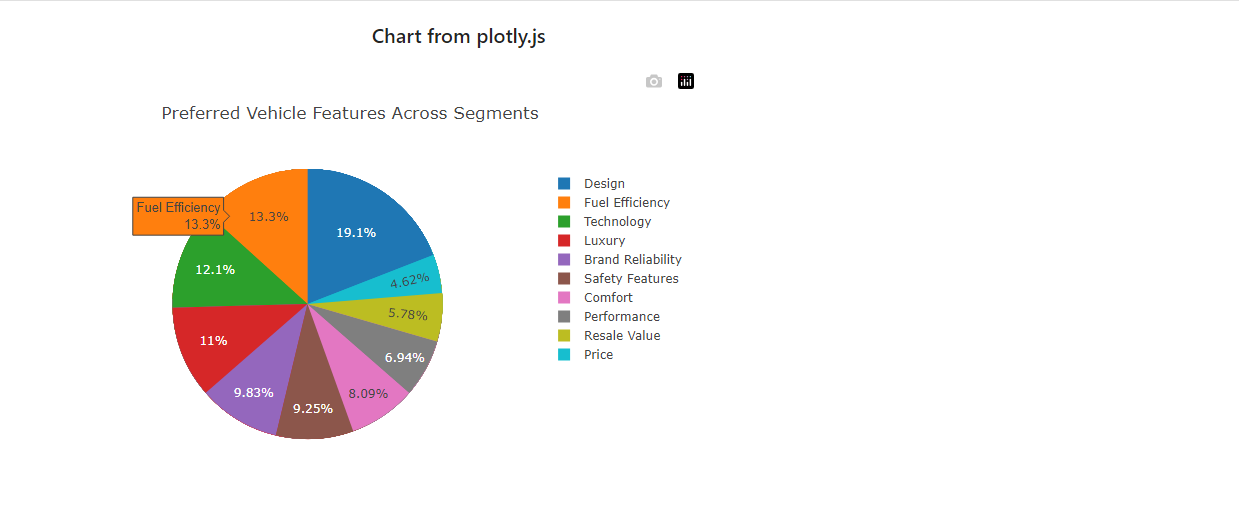 Chart from plotly.js
Preferred Vehicle Features Across Segments
Fuel Efficiency
13.3%
13.3%
19.1%
4.62%
5.78%
6.94%
8.09%
9.25%
9.83%
11%
12.1%
Design
Fuel Efficiency
Technology
Luxury
Brand Reliability
Safety Features
Comfort
Performance
Resale Value
Price